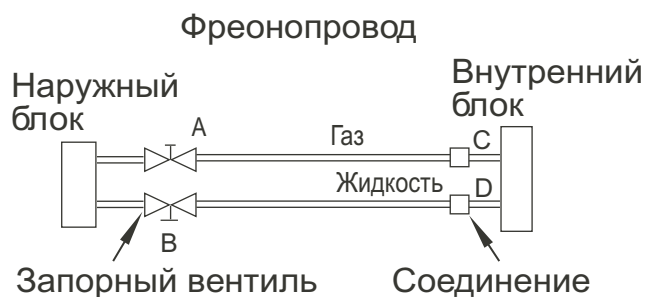 Фреонопровод
Наружный
блок
Внутренний
блок
A
Газ
C
Жидкость
D
B
Запорный вентиль
Соединение